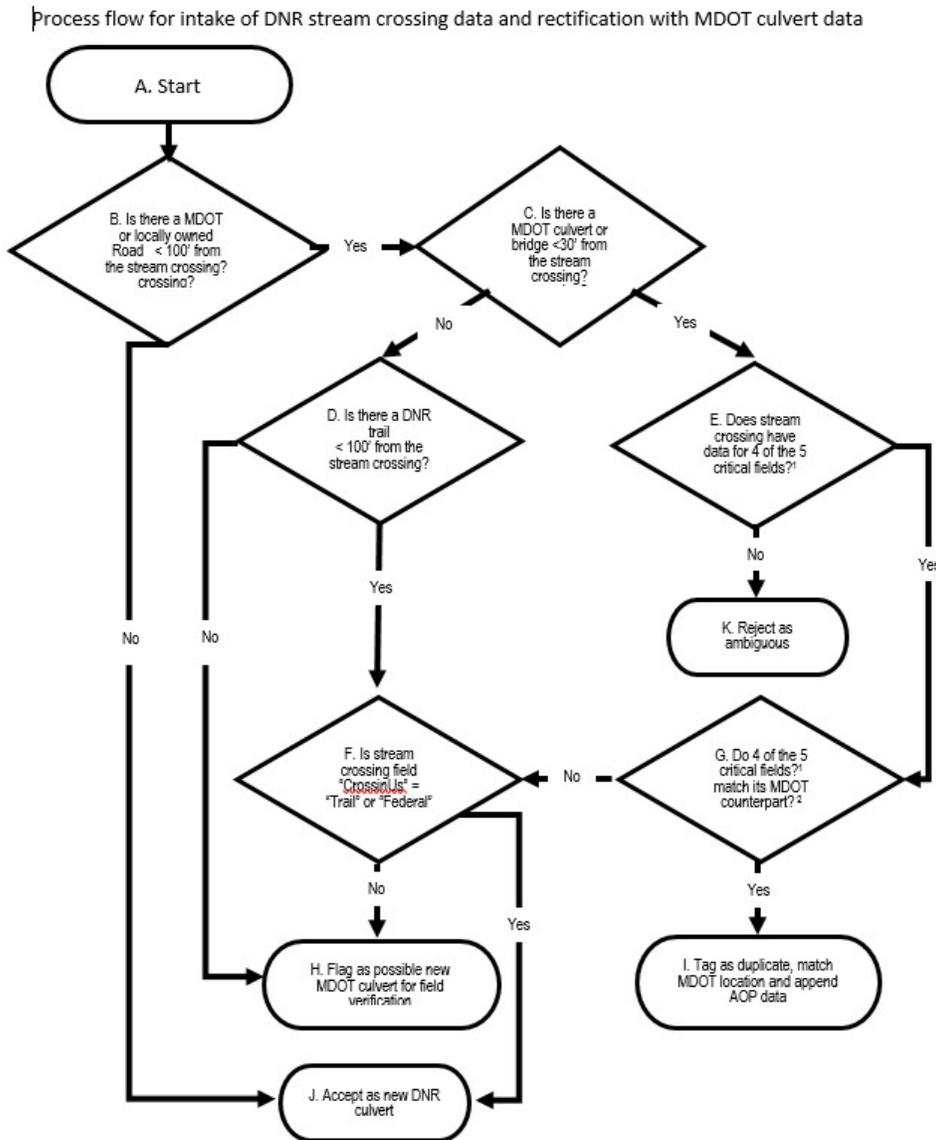 Process flow for intake of DNR stream crossing data and rectification with MDOT culvert data
A. Start
B. Is there a MDOT
or locally owned
Road < 100' from
the stream crossing?
crossing?
Yes
C. Is there a
MDOT culvert or
bridge <30' from
the stream
crossing?
No
Yes
D. Is there a DNR
trail
< 100' from the
stream crossing?
E. Does stream
crossing have
data for 4 of the 5
critical fields?¹
No
Yes
Yes
No
No
K. Reject as
ambiguous
F. Is stream
crossing field
"CrossinUs" =
"Trail" or "Federal"
No
G. Do 4 of the 5
critical fields?¹
match its MDOT
counterpart? ²
No
Yes
Yes
H. Flag as possible new
MDOT culvert for field
verification
I. Tag as duplicate, match
MDOT location and append
AOP data
J. Accept as new DNR
culvert